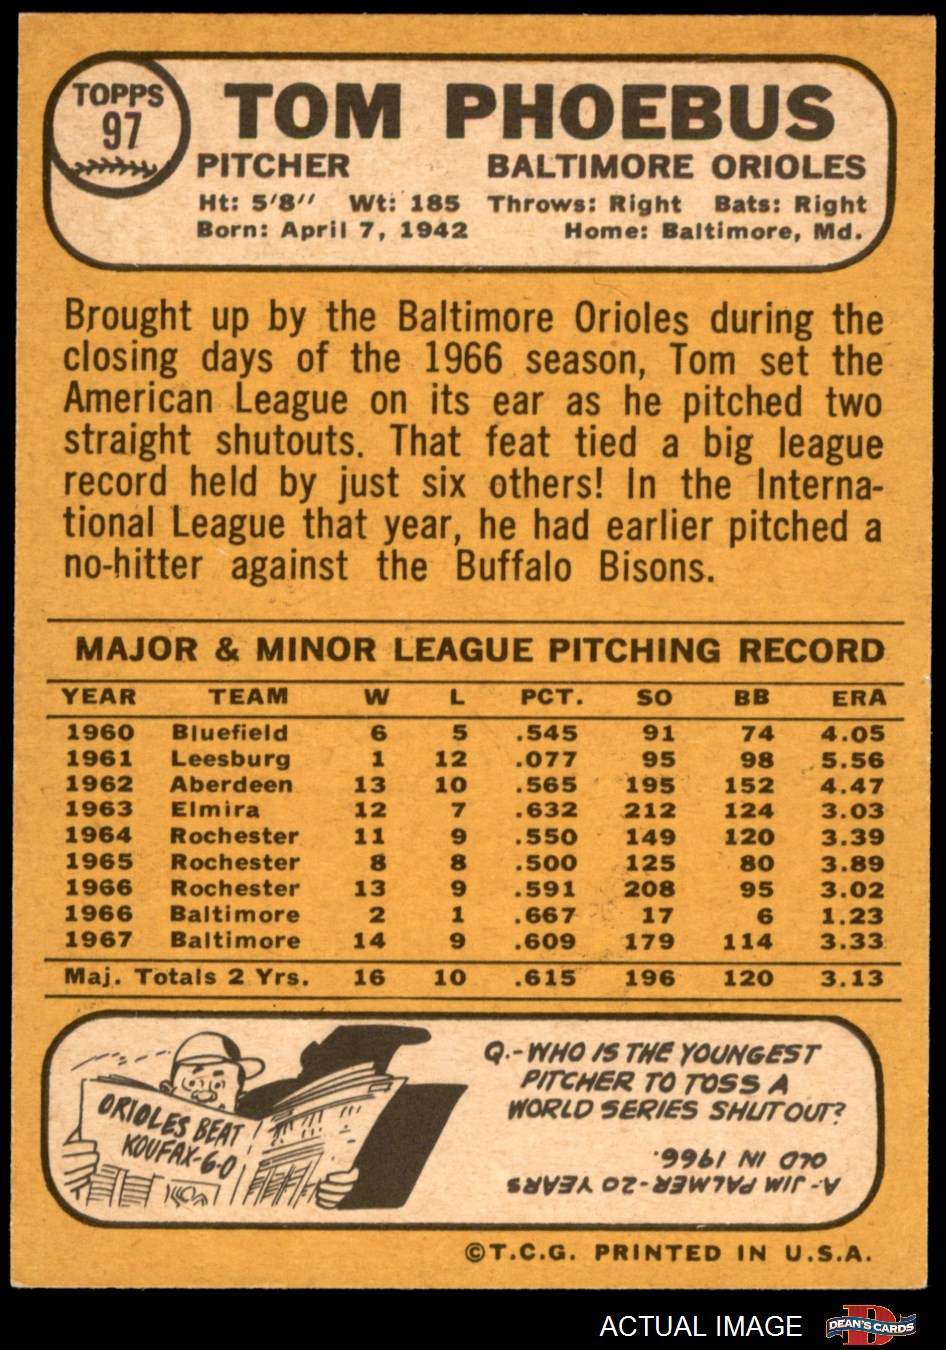 TOPPS
97
TOM PHOEBUS
PITCHER BALTIMORE ORIOLES
Ht: 5'8'' Wt: 185 Throws: Right Bats: Right
Born: April 7, 1942 Home: Baltimore, Md.
Brought up by the Baltimore Orioles during the
closing days of the 1966 season, Tom set the
American League on its ear as he pitched two
straight shutouts. That feat tied a big league
record held by just six others! In the Interna-
tional League that year, he had earlier pitched a
no-hitter against the Buffalo Bisons.
MAJOR & MINOR LEAGUE PITCHING RECORD
YEAR TEAM W L PCT. SO BB ERA
1960 Bluefield 6 5 .545 91 74 4.05
1961 Leesburg 1 12 .077 95 98 5.56
1962 Aberdeen 13 10 .565 195 152 4.47
1963 Elmira 12 7 .632 212 124 3.03
1964 Rochester 11 9 .550 149 120 3.39
1965 Rochester 8 8 .500 125 80 3.89
1966 Rochester 13 9 .591 208 95 3.02
1966 Baltimore 2 1 .667 17 6 1.23
1967 Baltimore 14 9 .609 179 114 3.33
Maj. Totals 2 Yrs. 16 10 .615 196 120 3.13
ORIOLES BEAT
KOUFAX-6-0
Q.-WHO IS THE YOUNGEST
PITCHER TO TOSS A
WORLD SERIES SHUTOUT?
A-JIM PALMER-20 YEARS
OLD IN 1966.
©T.C.G. PRINTED IN U.S.A.
ACTUAL IMAGE
D
DEAN'S CARDS